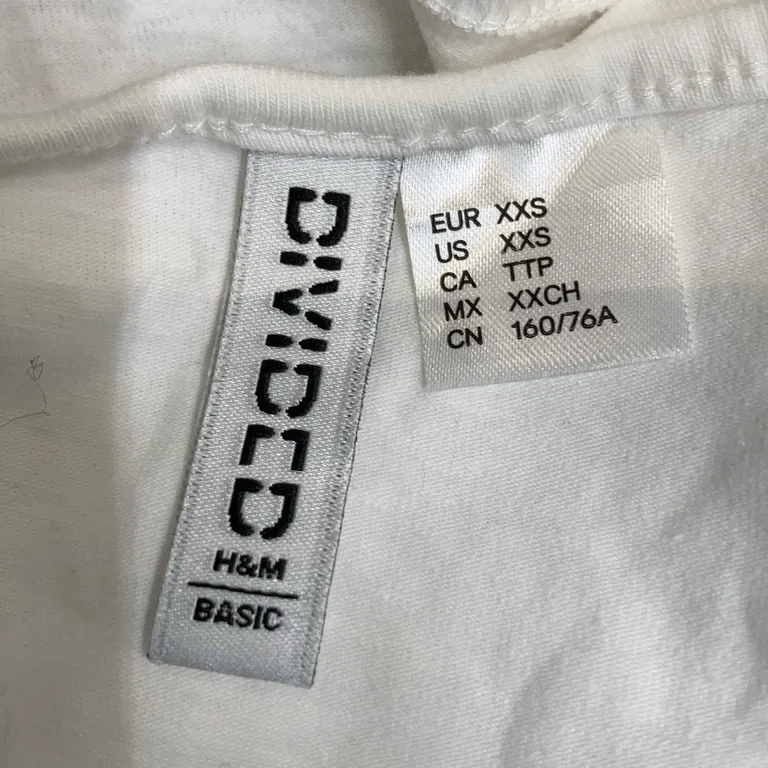 DIVIDED
H&M
BASIC
EUR XXS
US XXS
CA TTP
MX XXCH
CN 160/76A